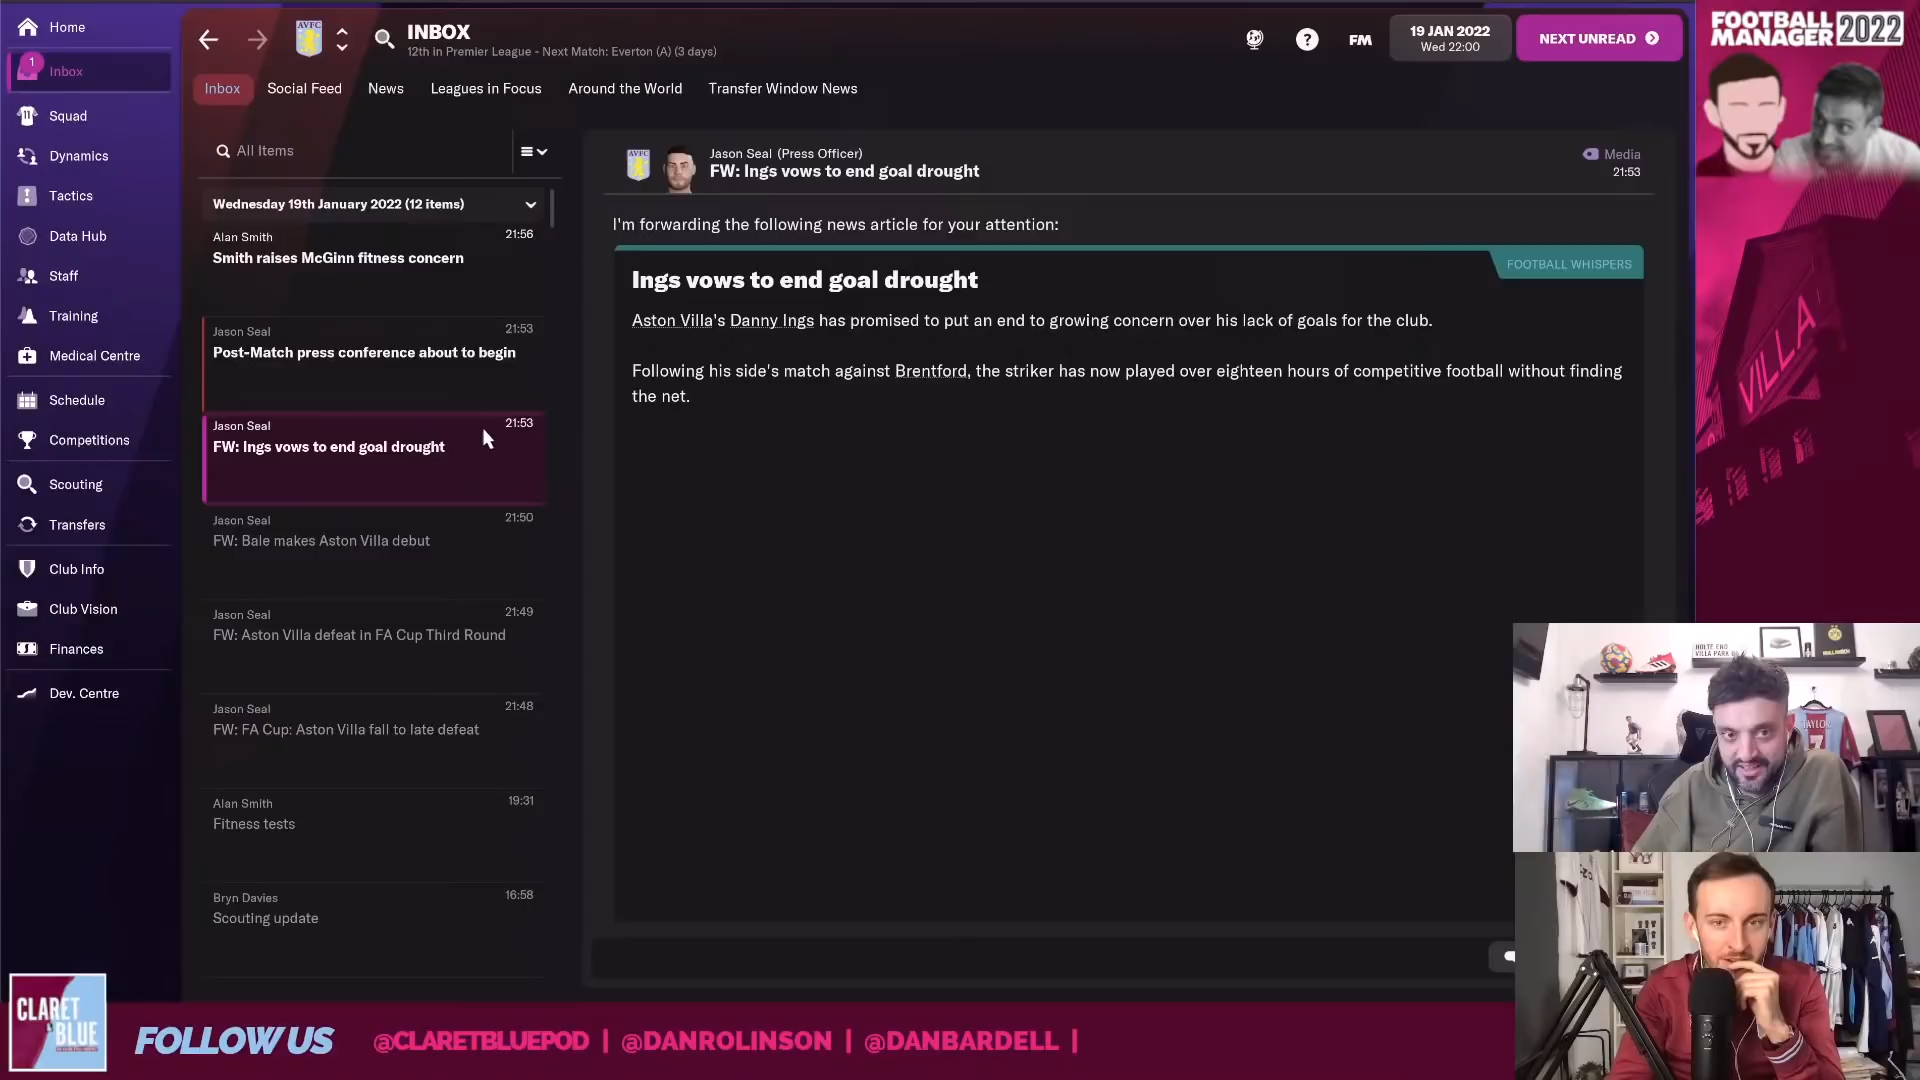 Home
1
Inbox
Squad
Dynamics
Tactics
Data Hub
Staff
Training
Medical Centre
Schedule
Competitions
Scouting
Transfers
Club Info
Club Vision
Finances
Dev. Centre
AVFC
INBOX
12th in Premier League - Next Match: Everton (A) (3 days)
?
FM
19 JAN 2022
Wed 22:00
NEXT UNREAD
FOOTBALL
MANAGER 2022
Inbox
Social Feed
News
Leagues in Focus
Around the World
Transfer Window News
All Items
Wednesday 19th January 2022 (12 items)
Alan Smith 21:56
Smith raises McGinn fitness concern
Jason Seal 21:53
Post-Match press conference about to begin
Jason Seal 21:53
FW: Ings vows to end goal drought
Jason Seal 21:50
FW: Bale makes Aston Villa debut
Jason Seal 21:49
FW: Aston Villa defeat in FA Cup Third Round
Jason Seal 21:48
FW: FA Cup: Aston Villa fall to late defeat
Alan Smith 19:31
Fitness tests
Bryn Davies 16:58
Scouting update
AVFC
Jason Seal (Press Officer)
FW: Ings vows to end goal drought
Media
21:53
I'm forwarding the following news article for your attention:
FOOTBALL WHISPERS
Ings vows to end goal drought
Aston Villa's Danny Ings has promised to put an end to growing concern over his lack of goals for the club.
Following his side's match against Brentford, the striker has now played over eighteen hours of competitive football without finding
the net.
VILLA
HOLTE END
VILLA PARK
TAYLOR
7
CLARET
BLUE
FOLLOW US
@CLARETBLUEPOD | @DANROLINSON | @DANBARDELL |